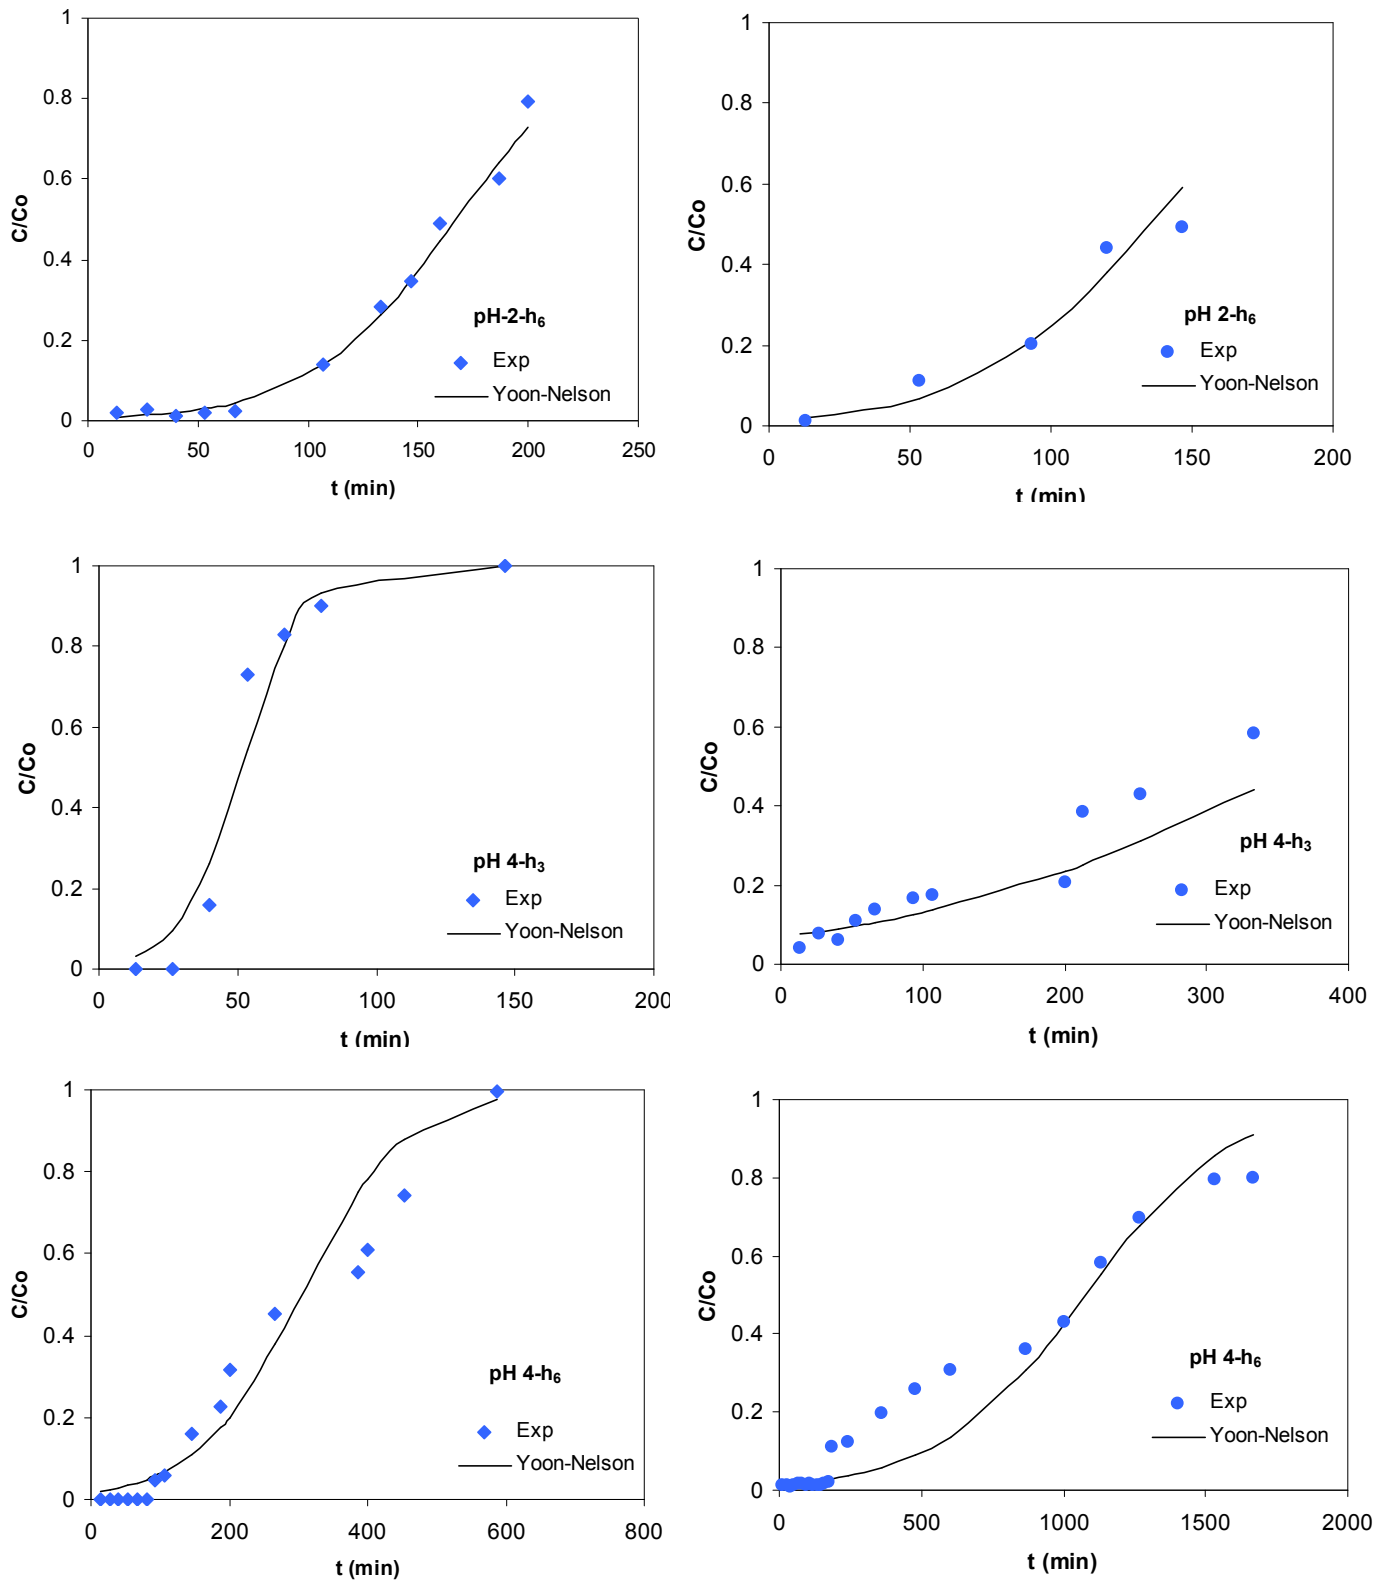 1
0.8
0.6
0.4
0.2
0
C/Co
0 50 100 150 200 250
t (min)
pH-2-h₆
Exp
Yoon-Nelson
1
0.8
0.6
0.4
0.2
0
C/Co
0 50 100 150 200
t (min)
pH 2-h₆
Exp
Yoon-Nelson
1
0.8
0.6
0.4
0.2
0
C/Co
0 50 100 150 200
t (min)
pH 4-h₃
Exp
Yoon-Nelson
1
0.8
0.6
0.4
0.2
0
C/Co
0 100 200 300 400
t (min)
pH 4-h₃
Exp
Yoon-Nelson
1
0.8
0.6
0.4
0.2
0
C/Co
0 200 400 600 800
t (min)
pH 4-h₆
Exp
Yoon-Nelson
1
0.8
0.6
0.4
0.2
0
C/Co
0 500 1000 1500 2000
t (min)
pH 4-h₆
Exp
Yoon-Nelson